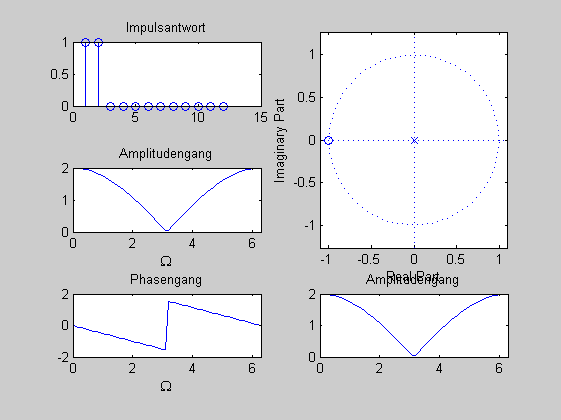 Impulsantwort
1
0.5
0
0 5 10 15
Amplitudengang
2
1
0
0 2 4 6
Ω
Phasengang
2
0
-2
0 2 4 6
Ω
1
0.5
0
-0.5
-1
Imaginary Part
-1 -0.5 0 0.5 1
Real Part
Amplitudengang
2
1
0
0 2 4 6